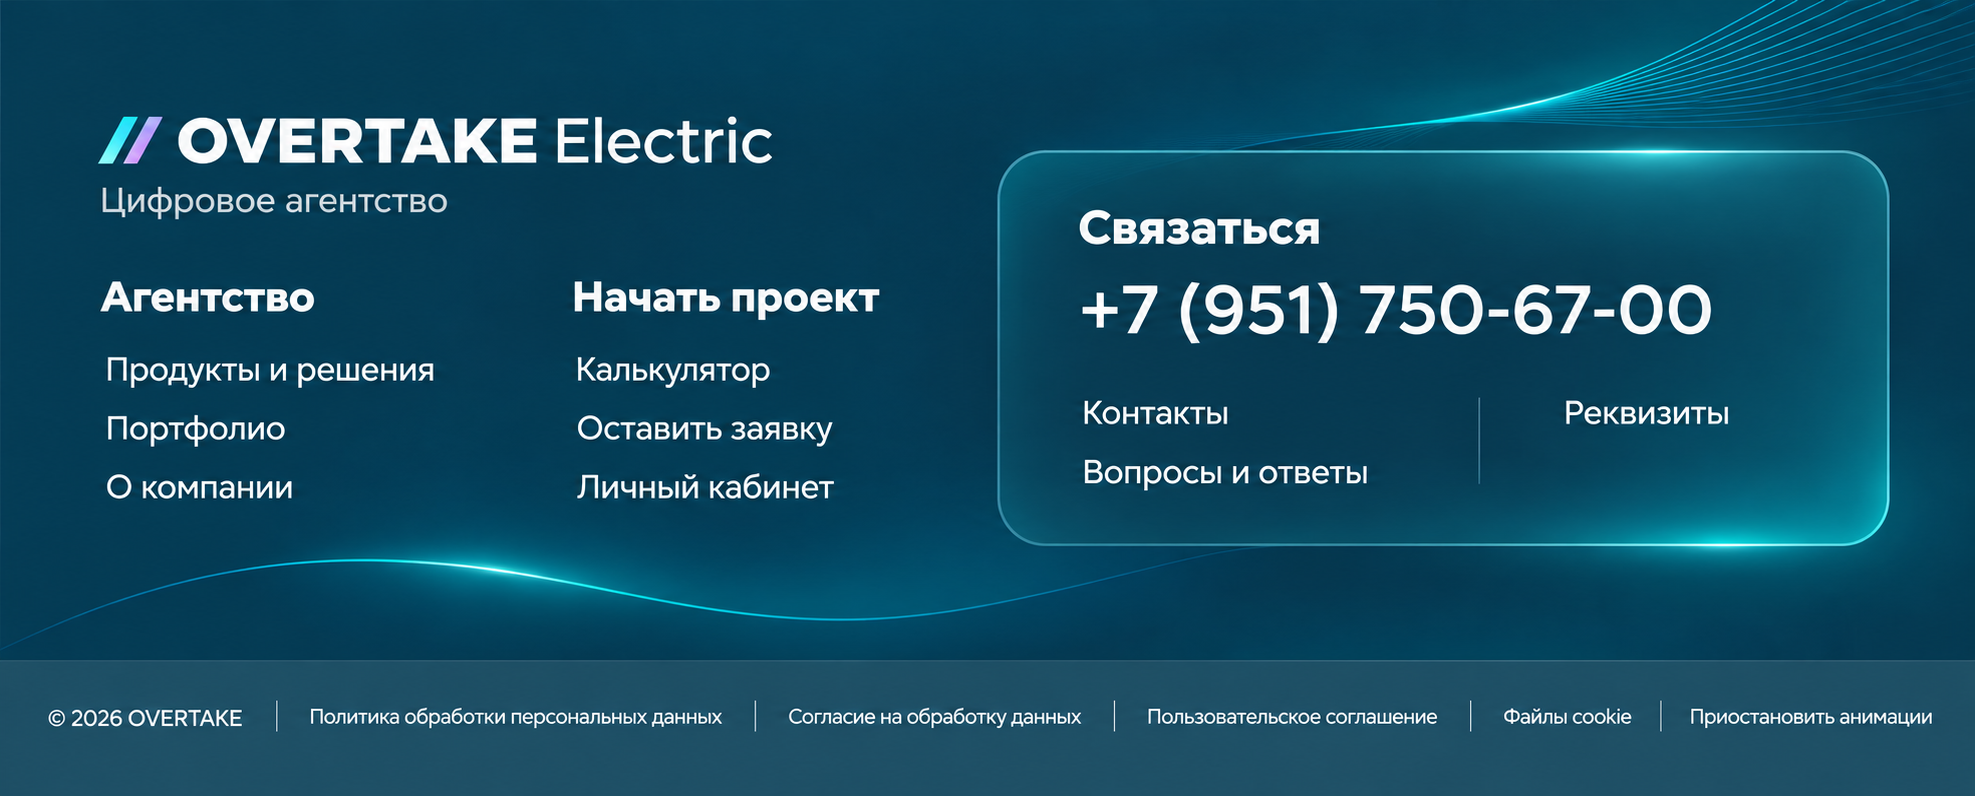 OVERTAKE Electric
Цифровое агентство
Агентство
Продукты и решения
Портфолио
О компании
Начать проект
Калькулятор
Оставить заявку
Личный кабинет
Связаться
+7 (951) 750-67-00
Контакты
Вопросы и ответы
Реквизиты
© 2026 OVERTAKE
Политика обработки персональных данных
Согласие на обработку данных
Пользовательское соглашение
Файлы cookie
Приостановить анимации